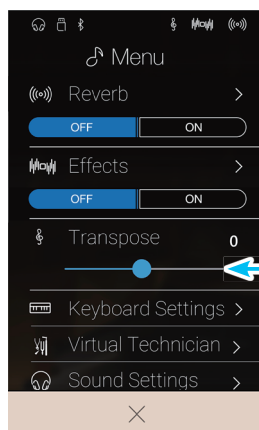 Menu
Reverb
OFF ON
Effects
OFF ON
Transpose 0
Keyboard Settings
Virtual Technician
Sound Settings